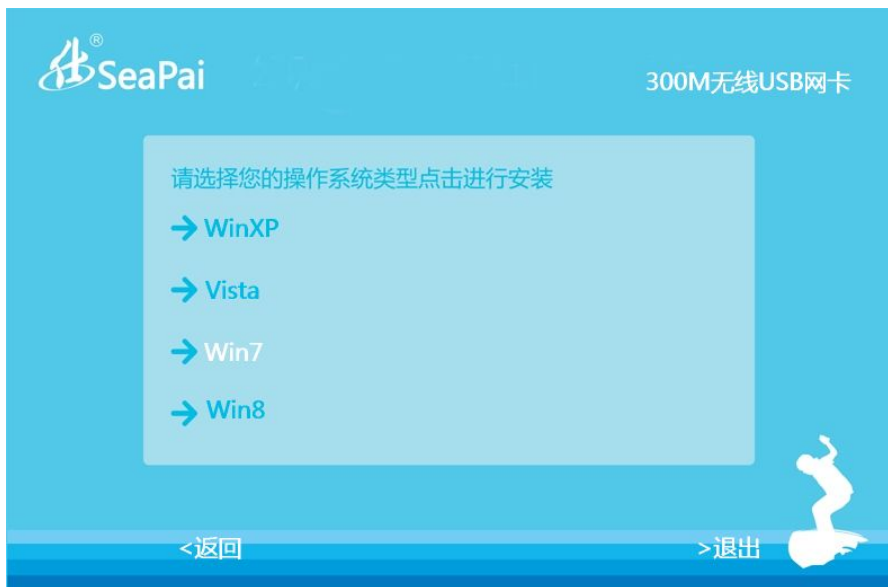 仕®SeaPai
300M无线USB网卡
请选择您的操作系统类型点击进行安装
→ WinXP
→ Vista
→ Win7
→ Win8
<返回
>退出